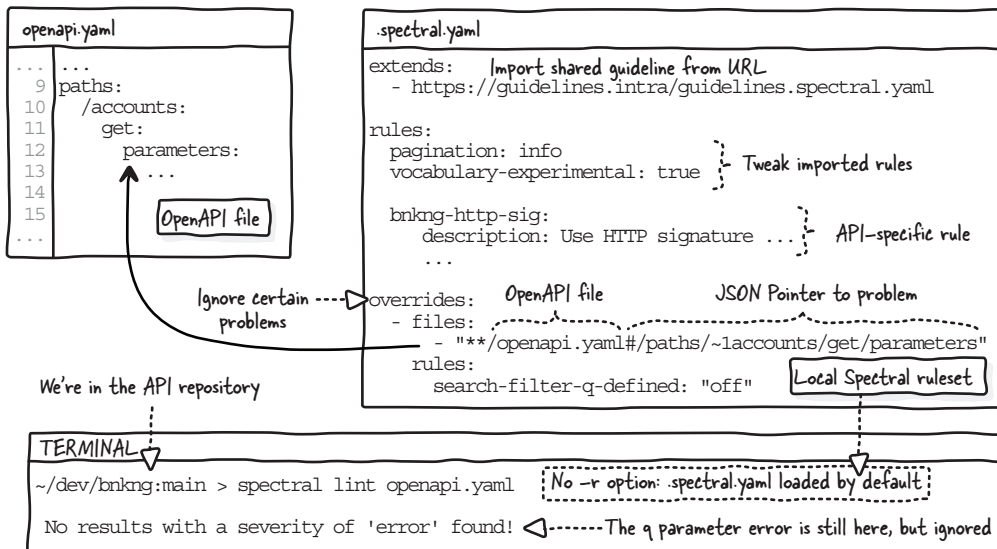 openapi.yaml
... ...
9 paths:
10 /accounts:
11 get:
12 parameters:
13 ...
14
15
...
OpenAPI file
.spectral.yaml
extends: Import shared guideline from URL
- https://guidelines.intra/guidelines.spectral.yaml
rules:
pagination: info
vocabulary-experimental: true
Tweak imported rules
bnkng-http-sig:
description: Use HTTP signature ...
...
API-specific rule
Ignore certain
problems
overrides:
OpenAPI file
JSON Pointer to problem
- files:
- "**/openapi.yaml#/paths/~1accounts/get/parameters"
rules:
search-filter-q-defined: "off"
Local Spectral ruleset
We're in the API repository
TERMINAL
~/dev/bnkng:main > spectral lint openapi.yaml
No -r option: .spectral.yaml loaded by default
No results with a severity of 'error' found!
The q parameter error is still here, but ignored